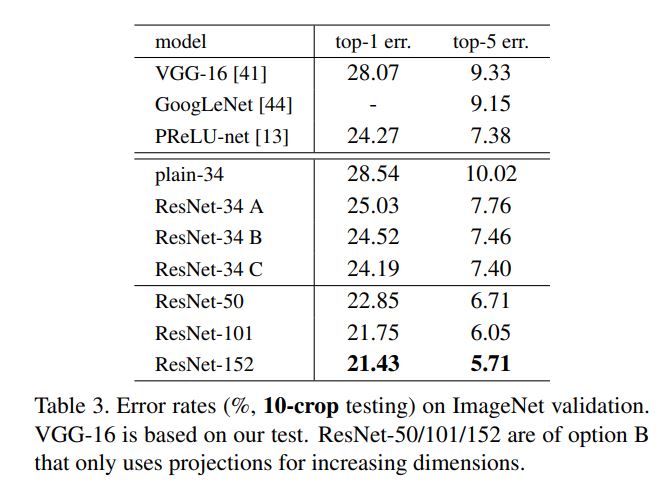 model top-1 err. top-5 err.
VGG-16 [41] 28.07 9.33
GoogLeNet [44] - 9.15
PReLU-net [13] 24.27 7.38
plain-34 28.54 10.02
ResNet-34 A 25.03 7.76
ResNet-34 B 24.52 7.46
ResNet-34 C 24.19 7.40
ResNet-50 22.85 6.71
ResNet-101 21.75 6.05
ResNet-152 21.43 5.71
Table 3. Error rates (%, 10-crop testing) on ImageNet validation.
VGG-16 is based on our test. ResNet-50/101/152 are of option B
that only uses projections for increasing dimensions.